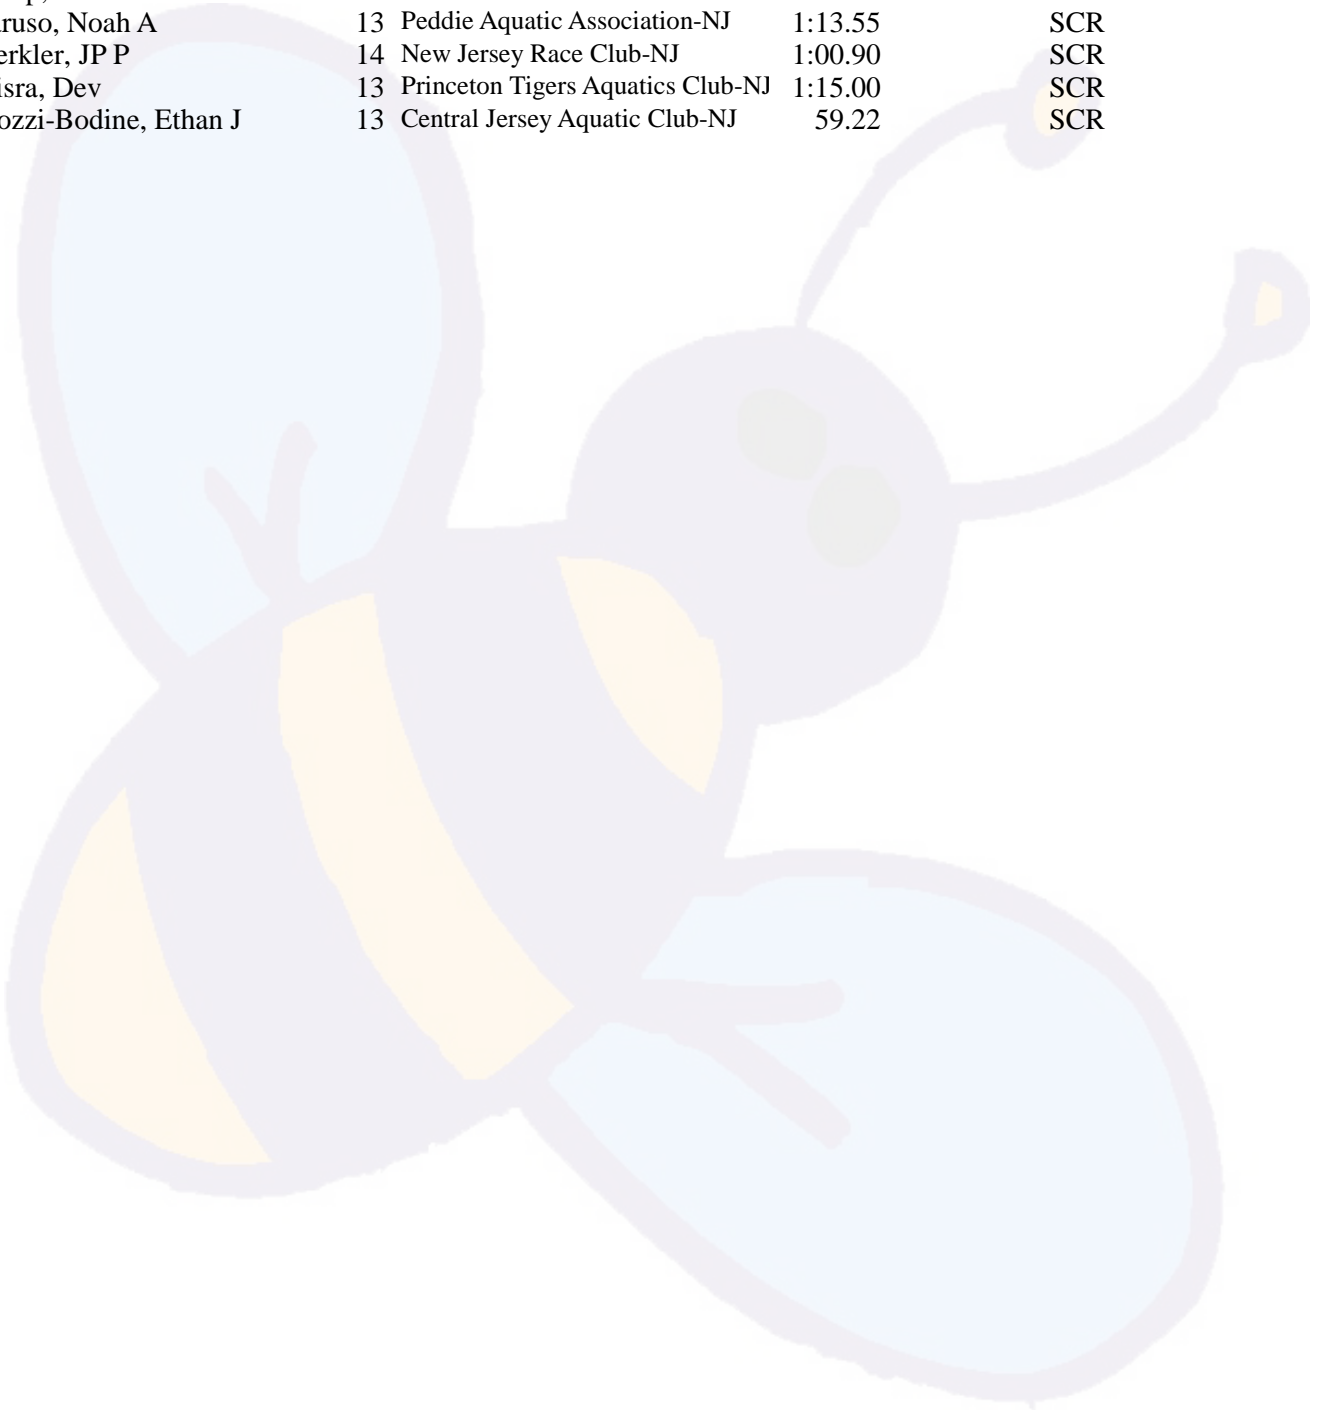 ruso, Noah A 13 Peddie Aquatic Association-NJ 1:13.55 SCR
erkler, JP P 14 New Jersey Race Club-NJ 1:00.90 SCR
isra, Dev 13 Princeton Tigers Aquatics Club-NJ 1:15.00 SCR
ozzi-Bodine, Ethan J 13 Central Jersey Aquatic Club-NJ 59.22 SCR